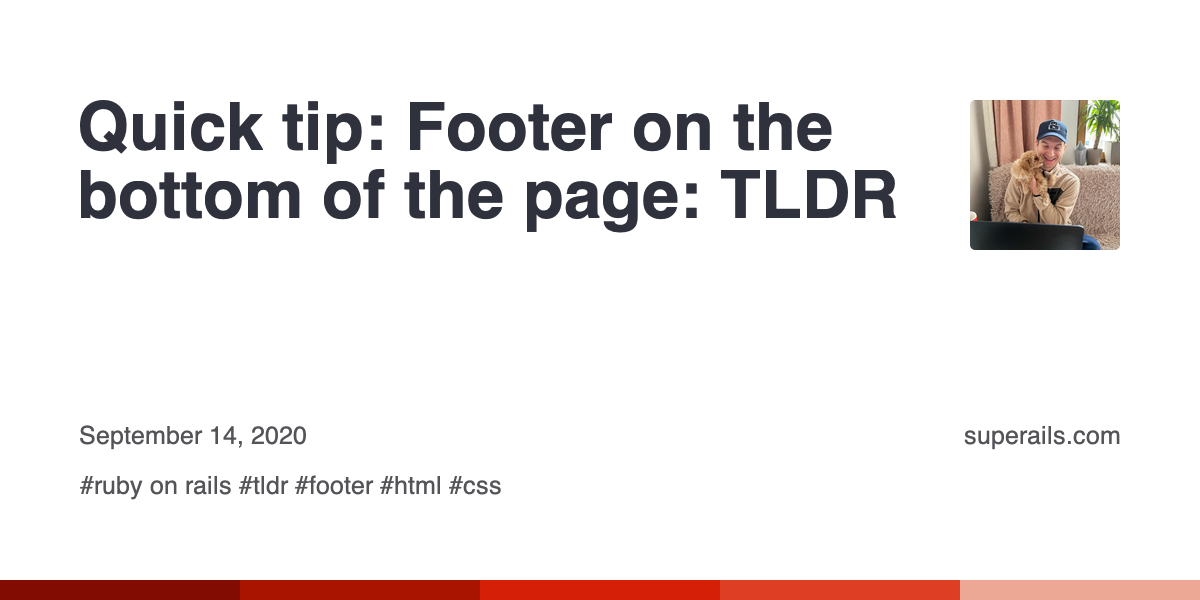 Quick tip: Footer on the
bottom of the page: TLDR
September 14, 2020
superails.com
#ruby on rails #tldr #footer #html #css